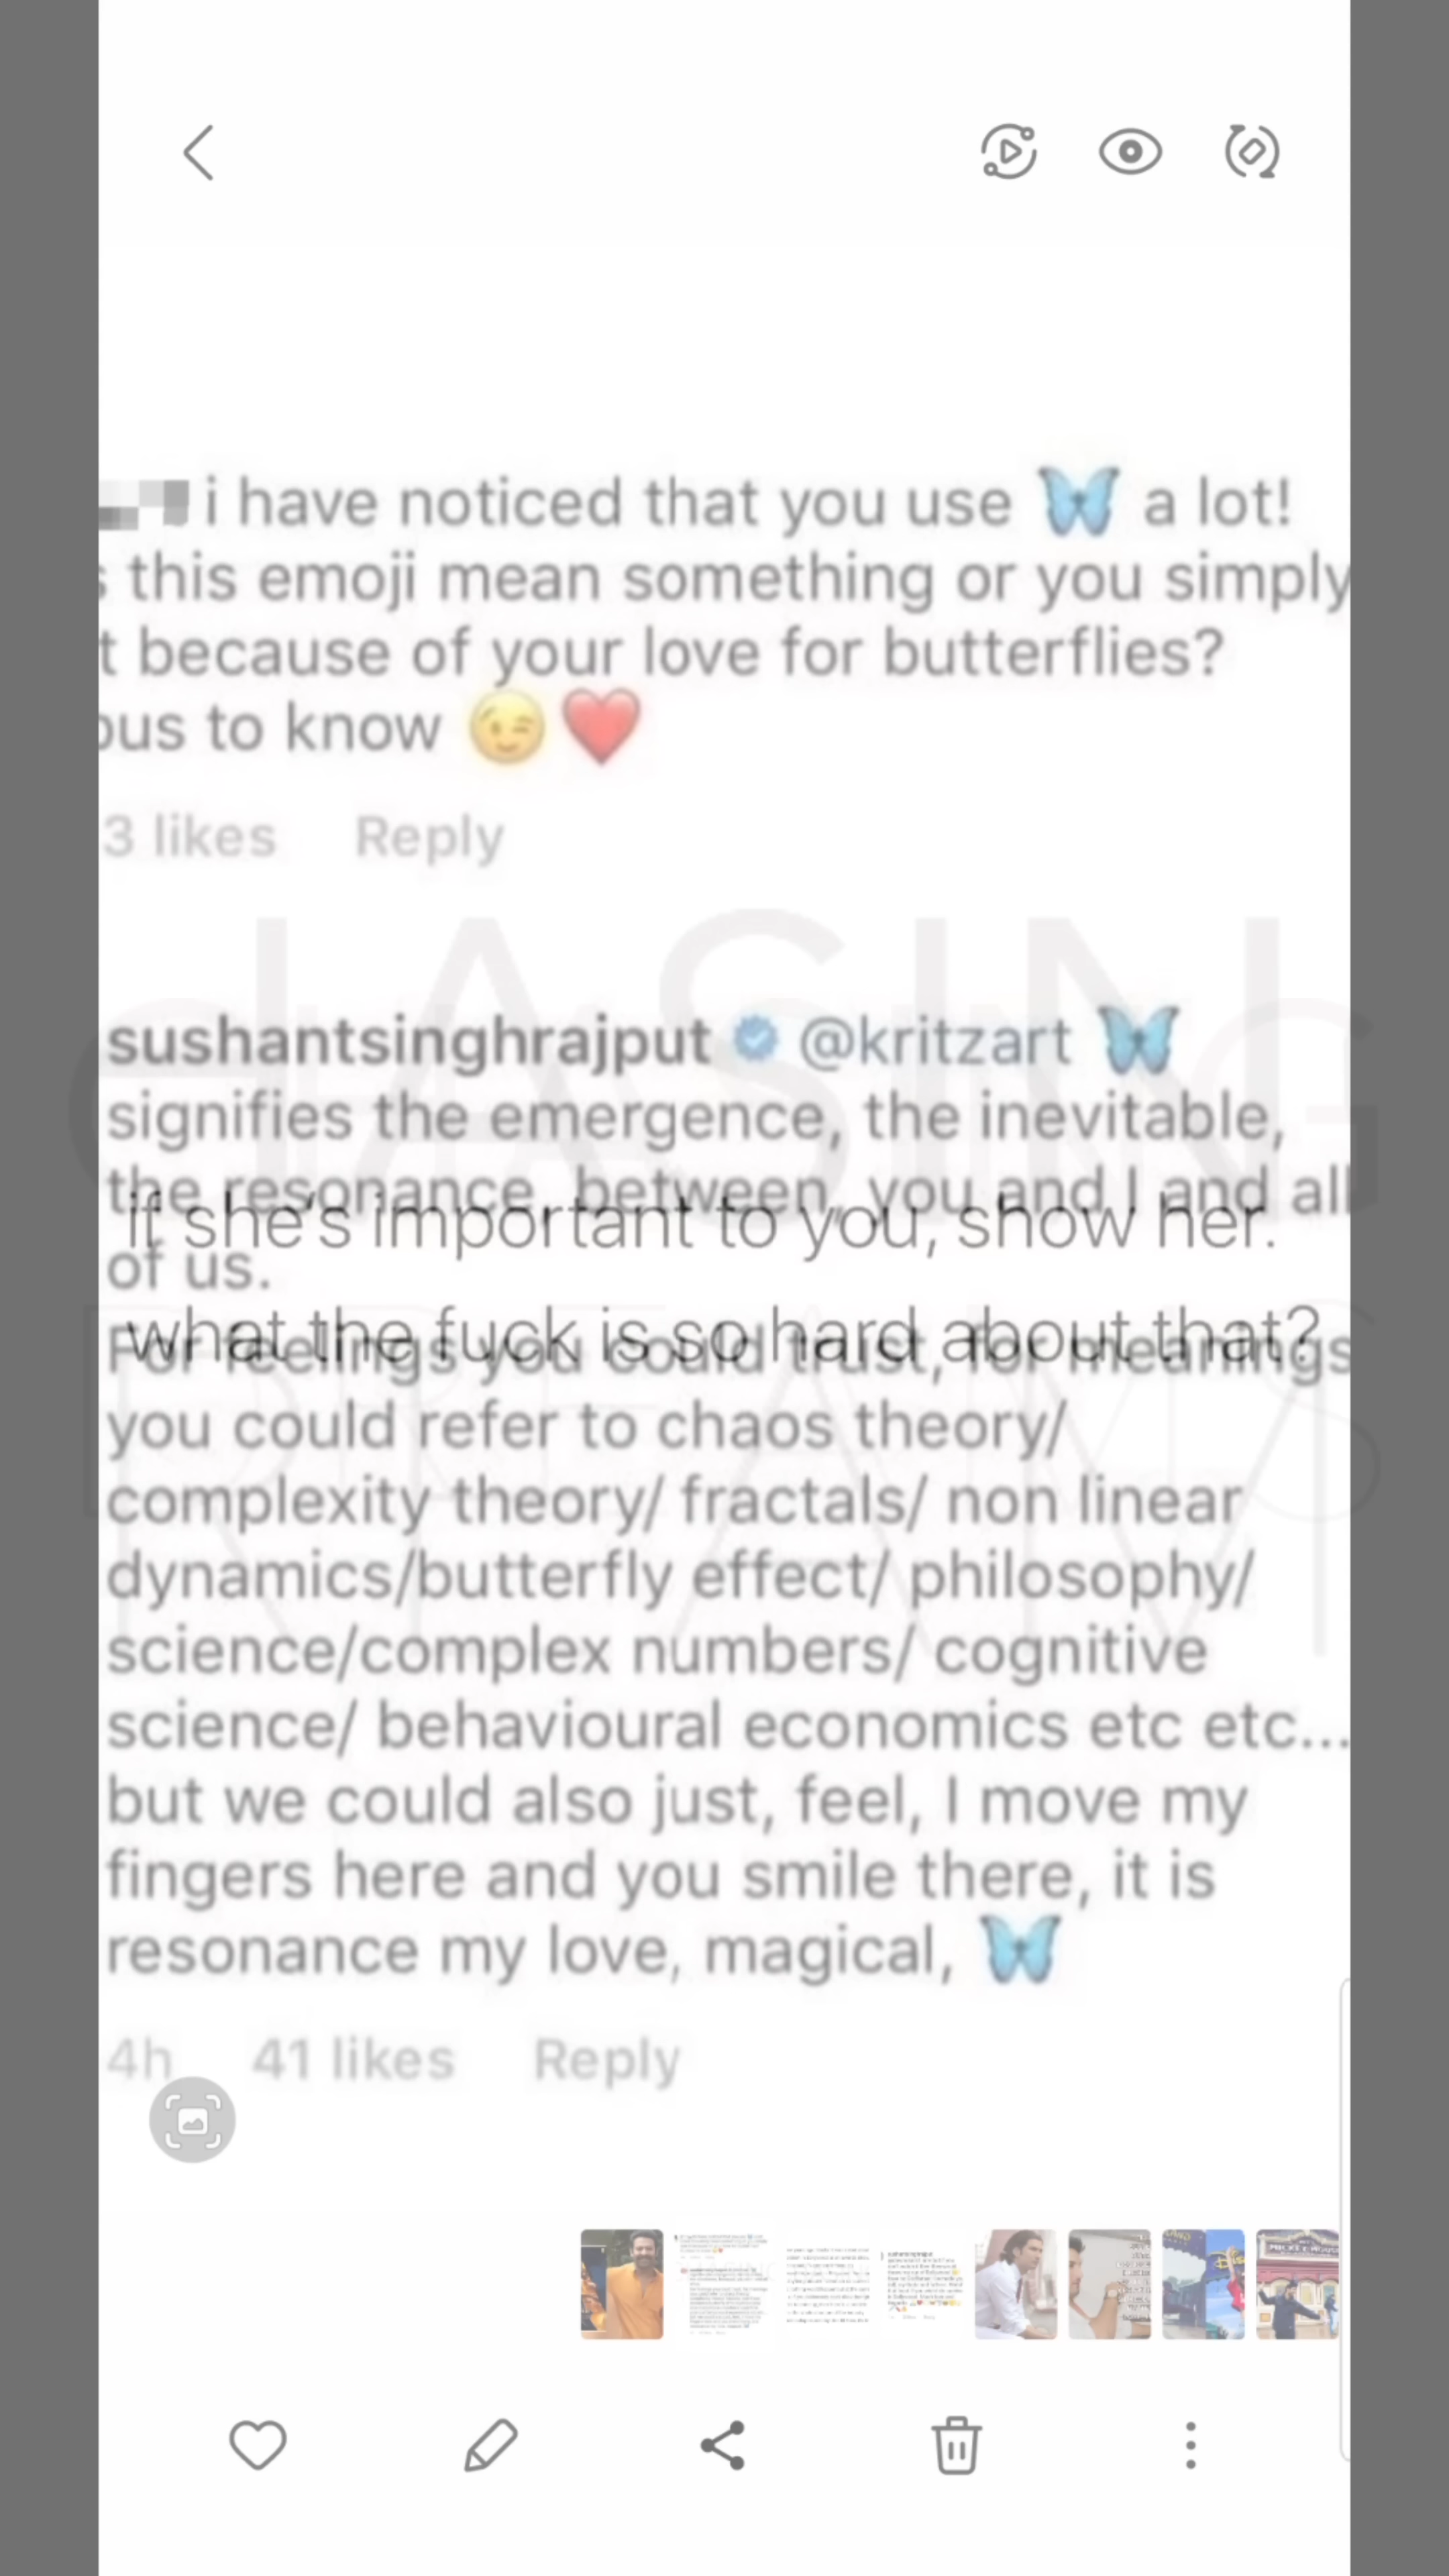 i have noticed that you use 🦋 a lot!
s this emoji mean something or you simply
t because of your love for butterflies?
ous to know 😉❤️
3 likes Reply
sushantsinghrajput @kritzart 🦋
signifies the emergence, the inevitable,
the resonance, between, you and I and all
of us.
if she's important to you, show her.
what the fuck is so hard about that?
For feelings you could trust, for meanings
you could refer to chaos theory/
complexity theory/ fractals/ non linear
dynamics/butterfly effect/ philosophy/
science/complex numbers/ cognitive
science/ behavioural economics etc etc...
but we could also just, feel, I move my
fingers here and you smile there, it is
resonance my love, magical, 🦋
4h 41 likes Reply